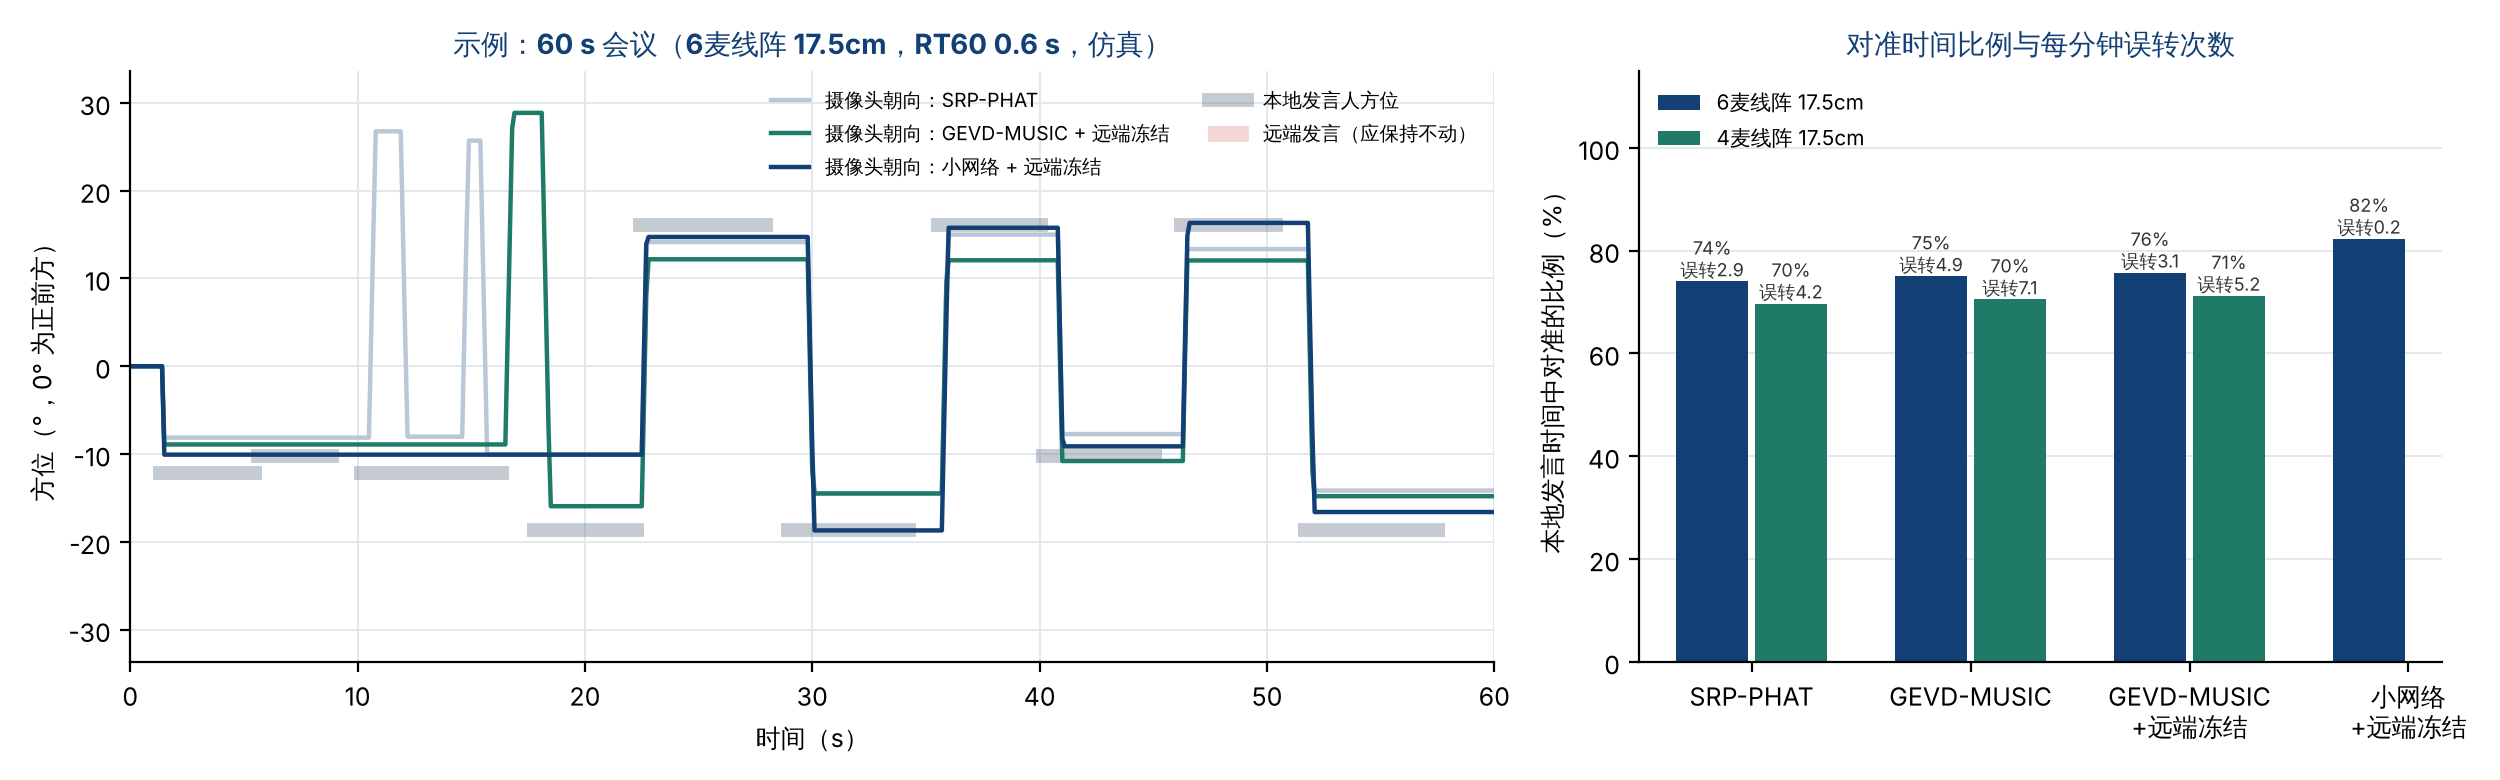 示例：60 s 会议（6麦线阵 17.5cm，RT60 0.6 s，仿真）
摄像头朝向：SRP-PHAT
摄像头朝向：GEVD-MUSIC + 远端冻结
摄像头朝向：小网络 + 远端冻结
本地发言人方位
远端发言（应保持不动）
方位（°，0° 为正前方）
30
20
10
0
-10
-20
-30
0
10
20
30
40
50
60
时间（s）
对准时间比例与每分钟误转次数
6麦线阵 17.5cm
4麦线阵 17.5cm
本地发言时间中对准的比例（%）
100
80
60
40
20
0
74%
误转2.9
70%
误转4.2
75%
误转4.9
70%
误转7.1
76%
误转3.1
71%
误转5.2
82%
误转0.2
SRP-PHAT
GEVD-MUSIC
GEVD-MUSIC
+远端冻结
小网络
+远端冻结